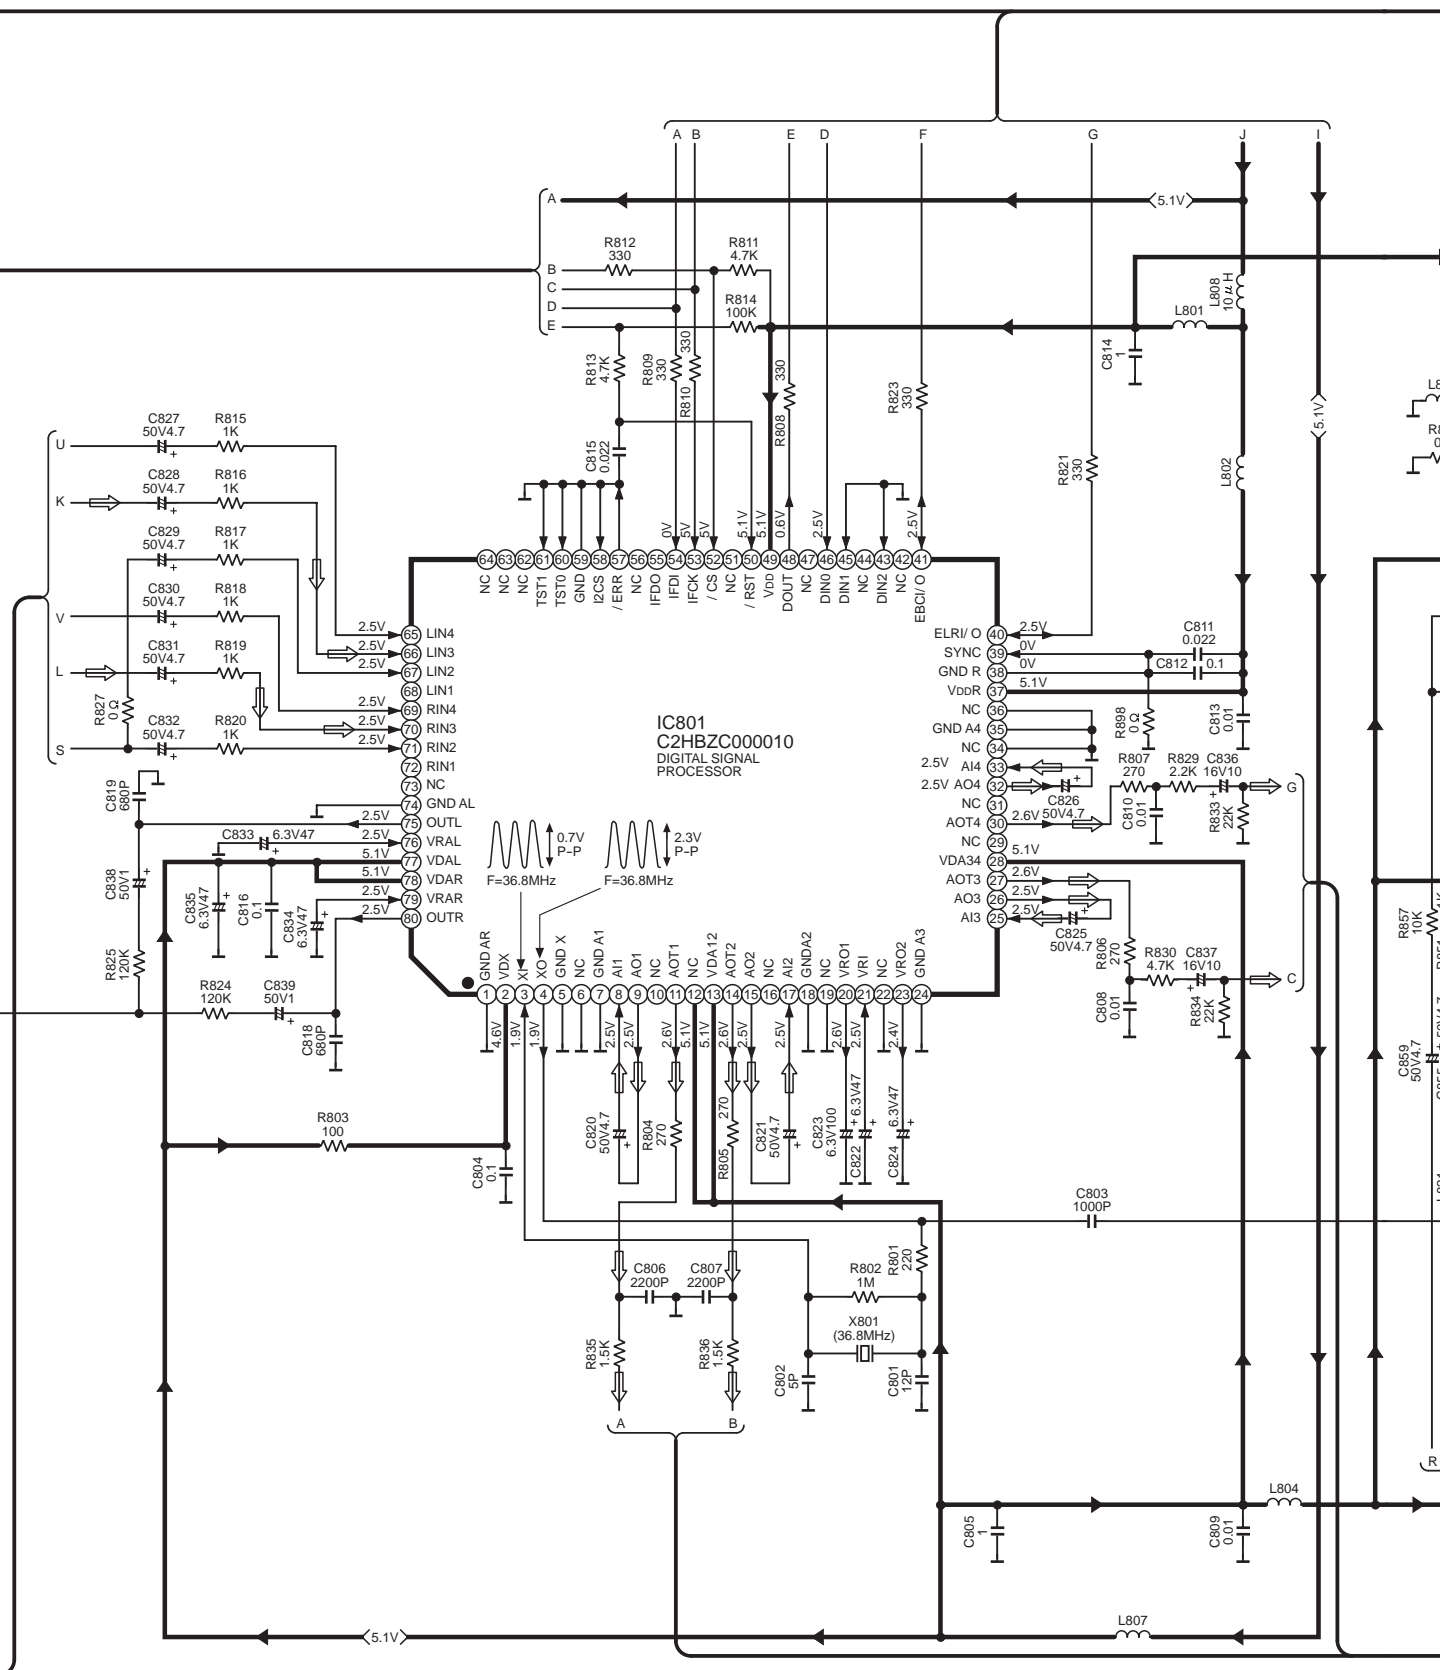 A B E D F G J I
A
5.1V
B
C
D
E
R812
330
R811
4.7K
R814
100K
L808
10μH
L801
C814
1
R813
4.7K
R809
330
330
R810
330
R808
R823
330
5.1V
R821
330
L802
C815
0.022
U
K
V
L
S
C827
50V4.7
+
R815
1K
C828
50V4.7
+
R816
1K
C829
50V4.7
+
R817
1K
C830
50V4.7
+
R818
1K
C831
50V4.7
+
R819
1K
R827
0Ω
C832
50V4.7
+
R820
1K
0V
5V
5V
5.1V
5.1V
0.6V
2.5V
2.5V
64 63 62 61 60 59 58 57 56 55 54 53 52 51 50 49 48 47 46 45 44 43 42 41
NC
NC
NC
TST1
TST0
GND
I2CS
/ ERR
NC
IFDO
IFDI
IFCK
/ CS
NC
/ RST
VDD
DOUT
NC
DIN0
DIN1
NC
DIN2
NC
EBCI/ O
2.5V 65 LIN4
2.5V 66 LIN3
2.5V 67 LIN2
68 LIN1
2.5V 69 RIN4
2.5V 70 RIN3
2.5V 71 RIN2
72 RIN1
73 NC
74 GND AL
2.5V 75 OUTL
2.5V 76 VRAL
5.1V 77 VDAL
5.1V 78 VDAR
2.5V 79 VRAR
2.5V 80 OUTR
IC801
C2HBZC000010
DIGITAL SIGNAL
PROCESSOR
ELRI/ O 40 2.5V
SYNC 39 0V
GND R 38 0V
VDDR 37 5.1V
NC 36
GND A4 35
NC 34
2.5V AI4 33
2.5V AO4 32
NC 31
AOT4 30 2.6V
NC 29
VDA34 28 5.1V
AOT3 27 2.6V
AO3 26 2.5V
AI3 25 2.5V
C811
0.022
C812 0.1
R898
0Ω
C813
0.01
C826
50V4.7
+
R807
270
R829
2.2K
C836
16V10
+
C810
0.01
R833
22K
G
C825
50V4.7
+
R806
270
R830
4.7K
C837
16V10
+
C808
0.01
R834
22K
C
C819
680P
C833 6.3V47
+
C838
50V1
+
C835
6.3V47
+
C816
0.1
C834
6.3V47
+
R825
120K
R824
120K
C839
50V1
+
C818
680P
0.7V
P-P
F=36.8MHz
2.3V
P-P
F=36.8MHz
GND AR
VDX
XI
XO
GND X
NC
GND A1
AI1
AO1
NC
AOT1
NC
VDA12
AOT2
AO2
NC
AI2
GNDA2
NC
VRO1
VRI
NC
VRO2
GND A3
1 2 3 4 5 6 7 8 9 10 11 12 13 14 15 16 17 18 19 20 21 22 23 24
4.6V
1.9V
1.9V
2.5V
2.5V
2.6V
5.1V
5.1V
2.6V
2.5V
2.5V
2.6V
2.5V
2.4V
R803
100
C804
0.1
C820
50V4.7
+
R804
270
270
R805
C821
50V4.7
+
C823
6.3V100
+
6.3V47
C822
+
6.3V47
C824
+
C803
1000P
C806
2200P
C807
2200P
R801
220
R802
1M
X801
(36.8MHz)
C802
5P
C801
12P
R835
1.5K
R836
1.5K
A B
R857
10K
C859
50V4.7
+
R
L804
C805
1
C809
0.01
L807
5.1V